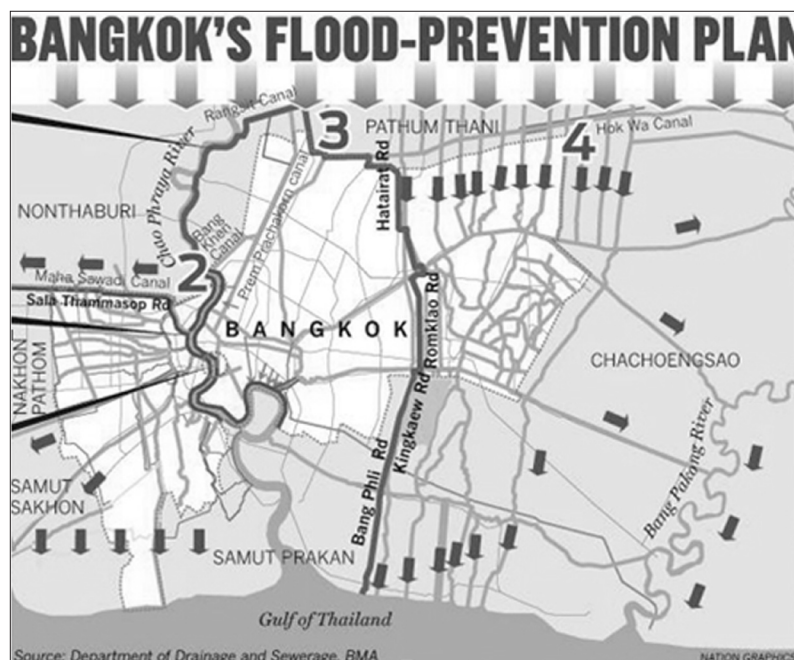 BANGKOK'S FLOOD-PREVENTION PLAN
Rangsit Canal
3
PATHUM THANI
4
Hok Wa Canal
Chao Phraya River
Hatairat Rd
NONTHABURI
Bang Khen Canal
Prem Prachakorn canal
2
Maha Sawadi Canal
Sala Thammasop Rd
BANGKOK
Romklao Rd
NAKHON PATHOM
CHACHOENGSAO
Kingkaew Rd
Bang Phli Rd
Bang Pakong River
SAMUT SAKHON
SAMUT PRAKAN
Gulf of Thailand
Source: Department of Drainage and Sewerage, BMA
NATION GRAPHICS